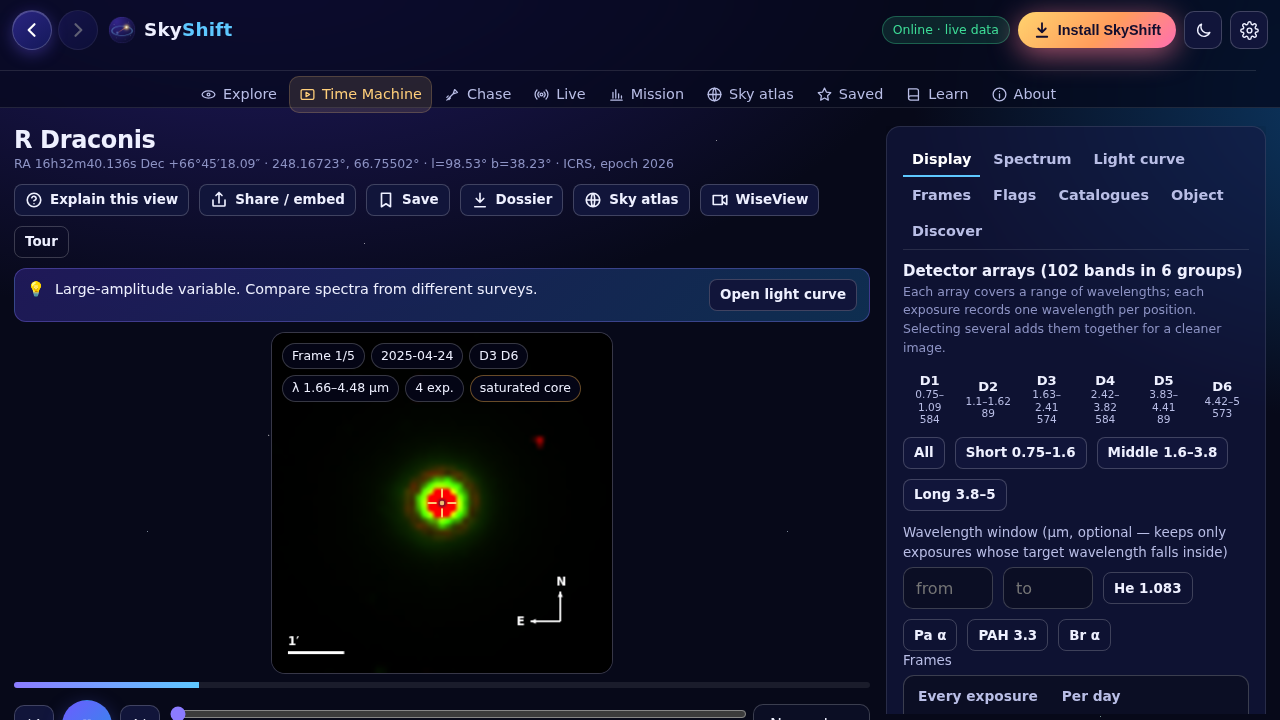 SkyShift
Online · live data
Install SkyShift
Explore
Time Machine
Chase
Live
Mission
Sky atlas
Saved
Learn
About
R Draconis
RA 16h32m40.136s Dec +66°45′18.09″ · 248.16723°, 66.75502° · l=98.53° b=38.23° · ICRS, epoch 2026
Explain this view
Share / embed
Save
Dossier
Sky atlas
WiseView
Tour
Large-amplitude variable. Compare spectra from different surveys.
Open light curve
Frame 1/5
2025-04-24
D3 D6
λ 1.66–4.48 µm
4 exp.
saturated core
N
E
1′
Display
Spectrum
Light curve
Frames
Flags
Catalogues
Object
Discover
Detector arrays (102 bands in 6 groups)
Each array covers a range of wavelengths; each
exposure records one wavelength per position.
Selecting several adds them together for a cleaner
image.
D1
0.75–
1.09
584
D2
1.1–1.62
89
D3
1.63–
2.41
574
D4
2.42–
3.82
584
D5
3.83–
4.41
89
D6
4.42–5
573
All
Short 0.75–1.6
Middle 1.6–3.8
Long 3.8–5
Wavelength window (µm, optional — keeps only
exposures whose target wavelength falls inside)
from
to
He 1.083
Pa α
PAH 3.3
Br α
Frames
Every exposure
Per day